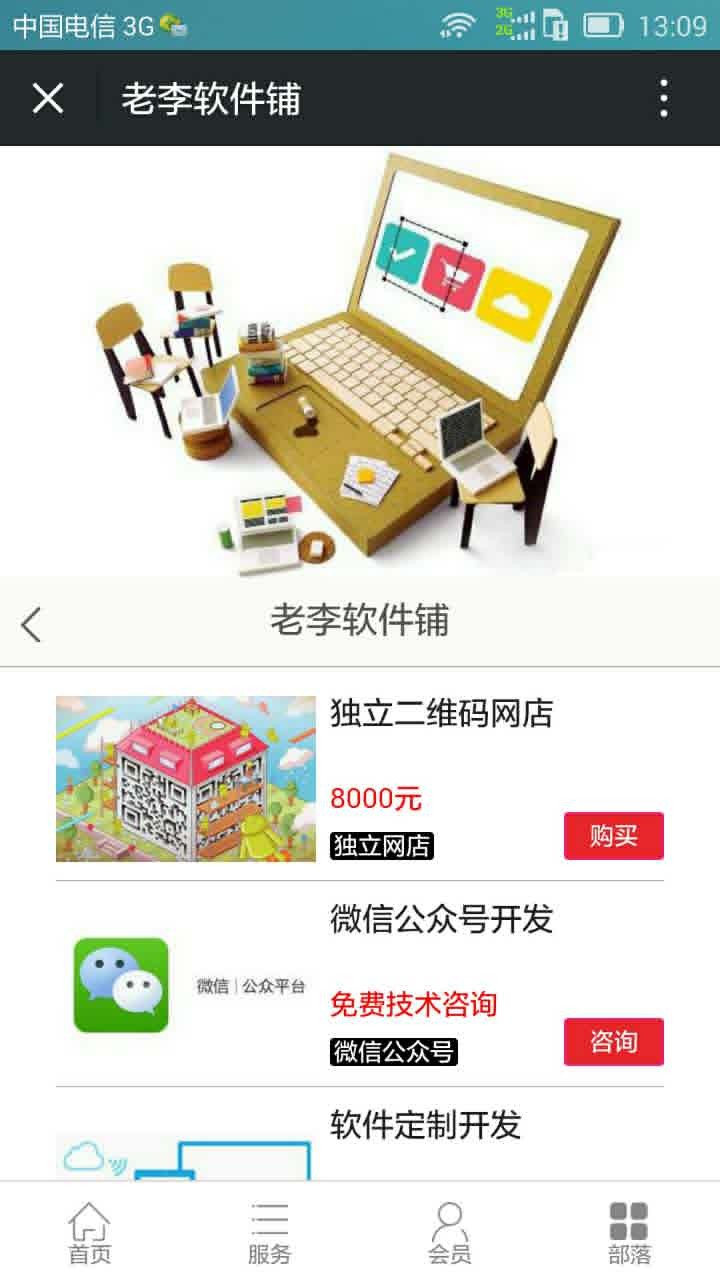 中国电信 3G
3G
2G
13:09
老李软件铺
老李软件铺
独立二维码网店
8000元
独立网店
购买
微信公众号开发
微信|公众平台
免费技术咨询
微信公众号
咨询
软件定制开发
首页
服务
会员
部落